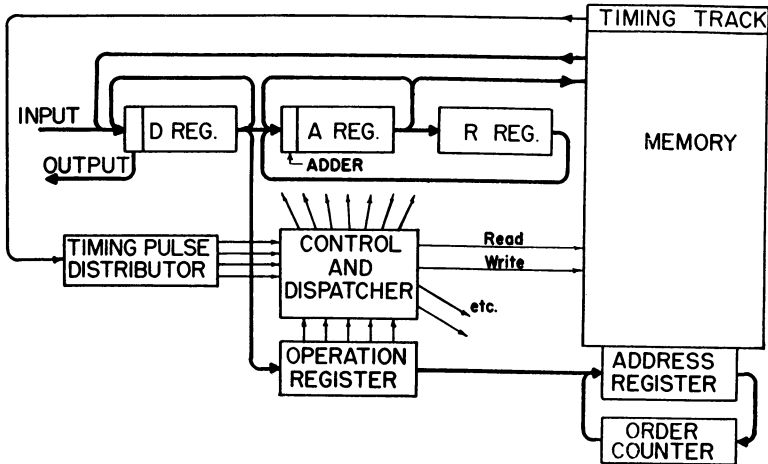 TIMING TRACK
INPUT
D REG.
A REG.
R REG.
MEMORY
OUTPUT
ADDER
TIMING PULSE
DISTRIBUTOR
CONTROL
AND
DISPATCHER
Read
Write
etc.
OPERATION
REGISTER
ADDRESS
REGISTER
ORDER
COUNTER